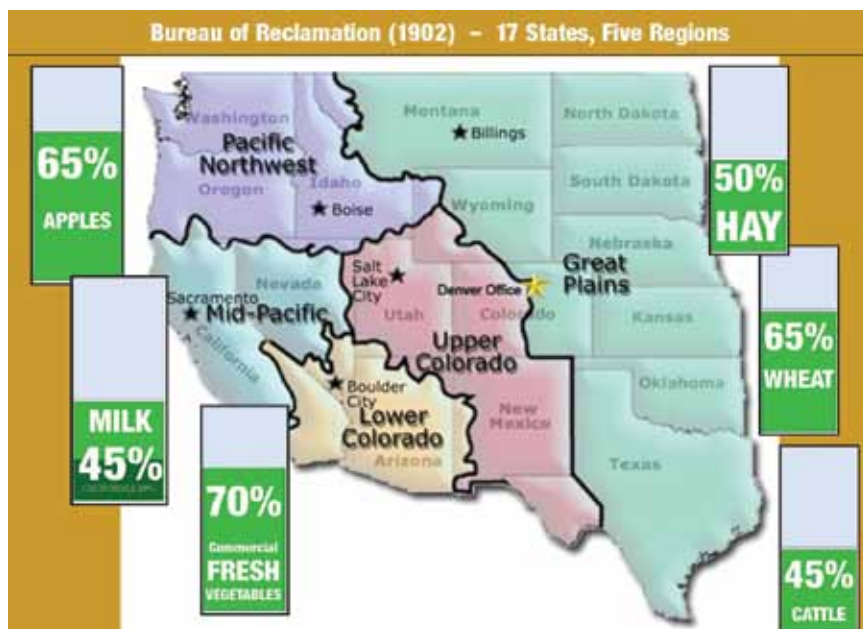 Bureau of Reclamation (1902) – 17 States, Five Regions
65%
APPLES
Washington
Pacific
Northwest
Oregon
Idaho
Boise
Montana
Billings
North Dakota
South Dakota
Wyoming
Nebraska
50%
HAY
Nevada
Sacramento
Mid-Pacific
California
Salt
Lake
City
Utah
Denver Office
Colorado
Great
Plains
Kansas
Upper
Colorado
Oklahoma
65%
WHEAT
MILK
45%
Boulder
City
Lower
Colorado
Arizona
New
Mexico
Texas
70%
Commercial
FRESH
VEGETABLES
45%
CATTLE